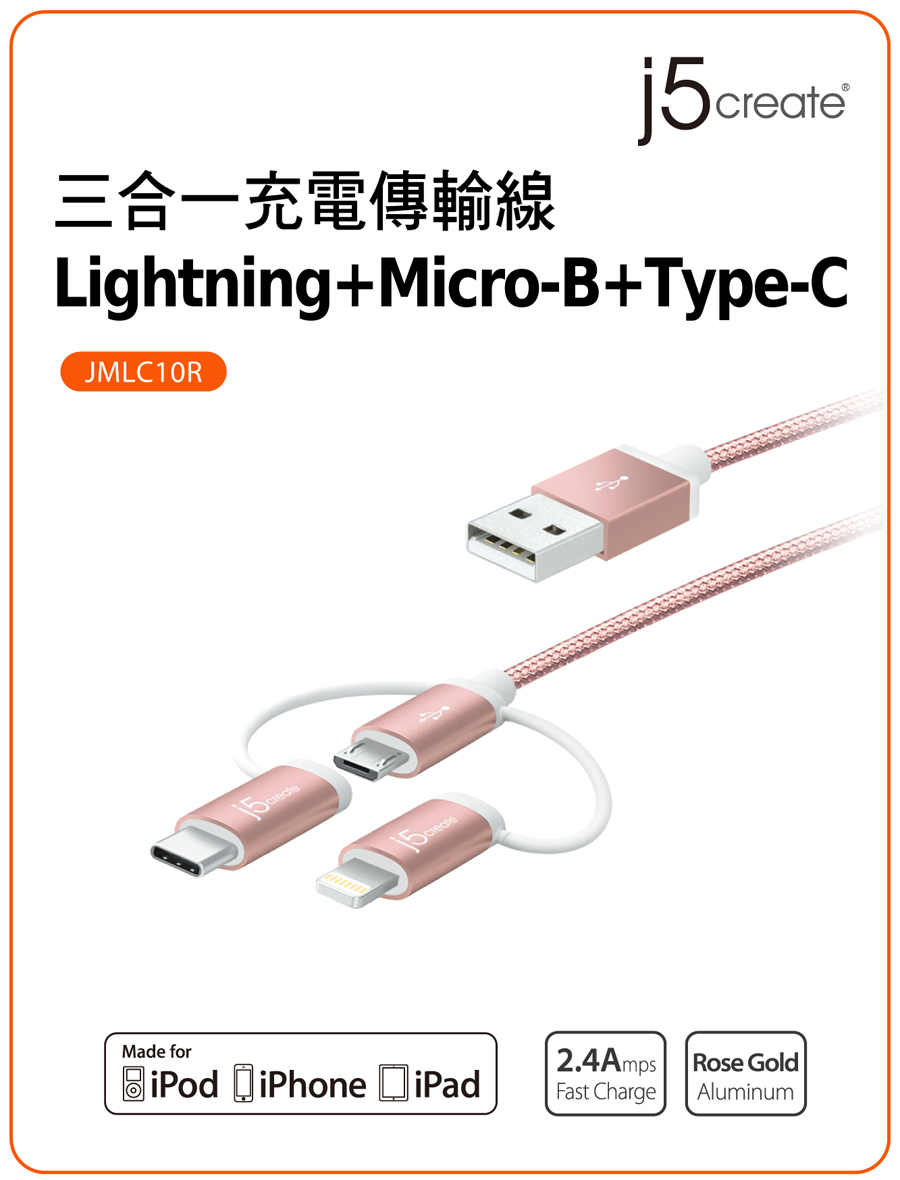 j5create®
三合一充電傳輸線
Lightning+Micro-B+Type-C
JMLC10R
j5create
j5create
Made for
iPod iPhone iPad
2.4Amps
Fast Charge
Rose Gold
Aluminum